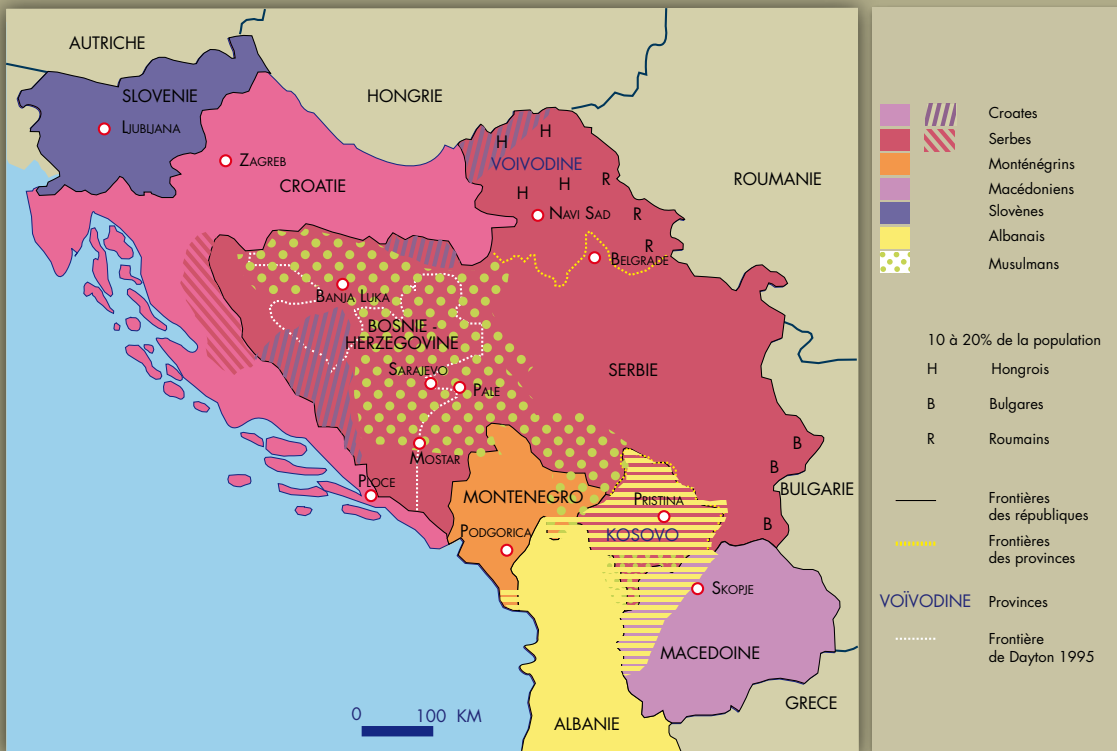 AUTRICHE
SLOVENIE
LJUBLJANA
HONGRIE
ZAGREB
CROATIE
H
H
VOIVODINE
H
H
R
NAVI SAD
R
R
BELGRADE
ROUMANIE
BANJA LUKA
BOSNIE -
HERZEGOVINE
SARAJEVO
PALE
SERBIE
MOSTAR
PLOCE
B
B
BULGARIE
B
MONTENEGRO
PRISTINA
PODGORICA
KOSOVO
SKOPJE
MACEDOINE
GRECE
ALBANIE
0 100 KM
Croates
Serbes
Monténégrins
Macédoniens
Slovènes
Albanais
Musulmans
10 à 20% de la population
H Hongrois
B Bulgares
R Roumains
Frontières
des républiques
Frontières
des provinces
VOÏVODINE Provinces
Frontière
de Dayton 1995